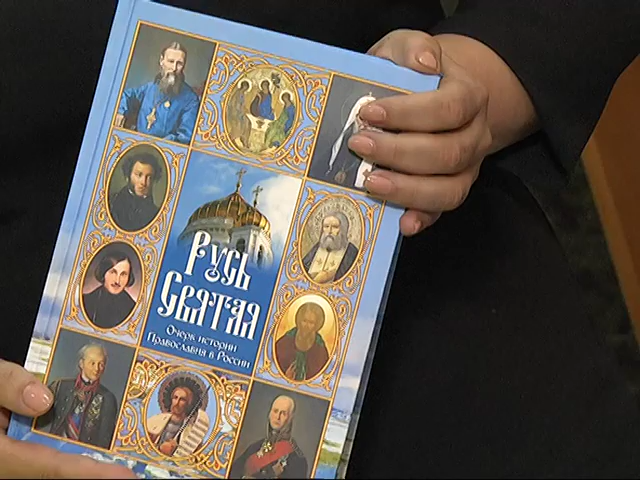 Русь
Святая
Очерк истории
Православия в России